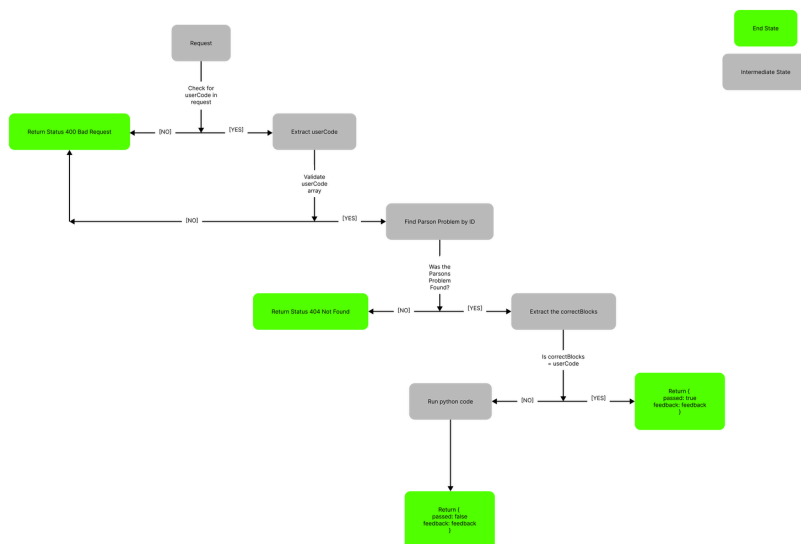 End State
Request
Intermediate State
Check for
userCode in
request
Return Status 400 Bad Request
[NO]
[YES]
Extract userCode
Validate
userCode
array
[NO]
[YES]
Find Parson Problem by ID
Was the
Parsons
Problem
Found?
Return Status 404 Not Found
[NO]
[YES]
Extract the correctBlocks
Is correctBlocks
= userCode
Run python code
[NO]
[YES]
Return {
passed: true
feedback: feedback
}
Return {
passed: false
feedback: feedback
}